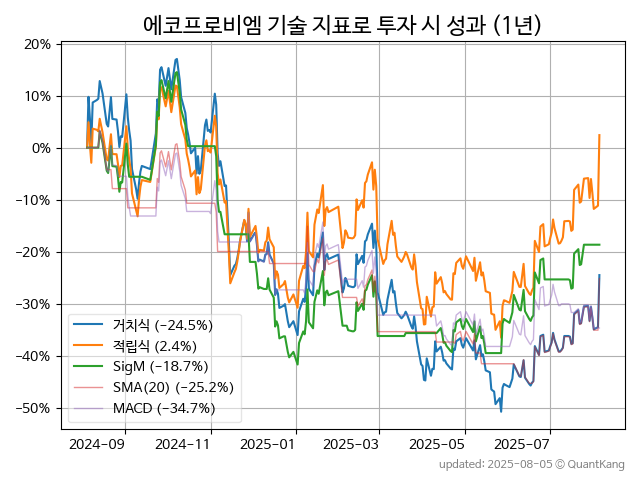 에코프로비엠 기술 지표로 투자 시 성과 (1년)
20%
10%
0%
−10%
−20%
−30%
−40%
−50%
거치식 (−24.5%)
적립식 (2.4%)
SigM (−18.7%)
SMA(20) (−25.2%)
MACD (−34.7%)
2024−09 2024−11 2025−01 2025−03 2025−05 2025−07
updated: 2025-08-05 © QuantKang